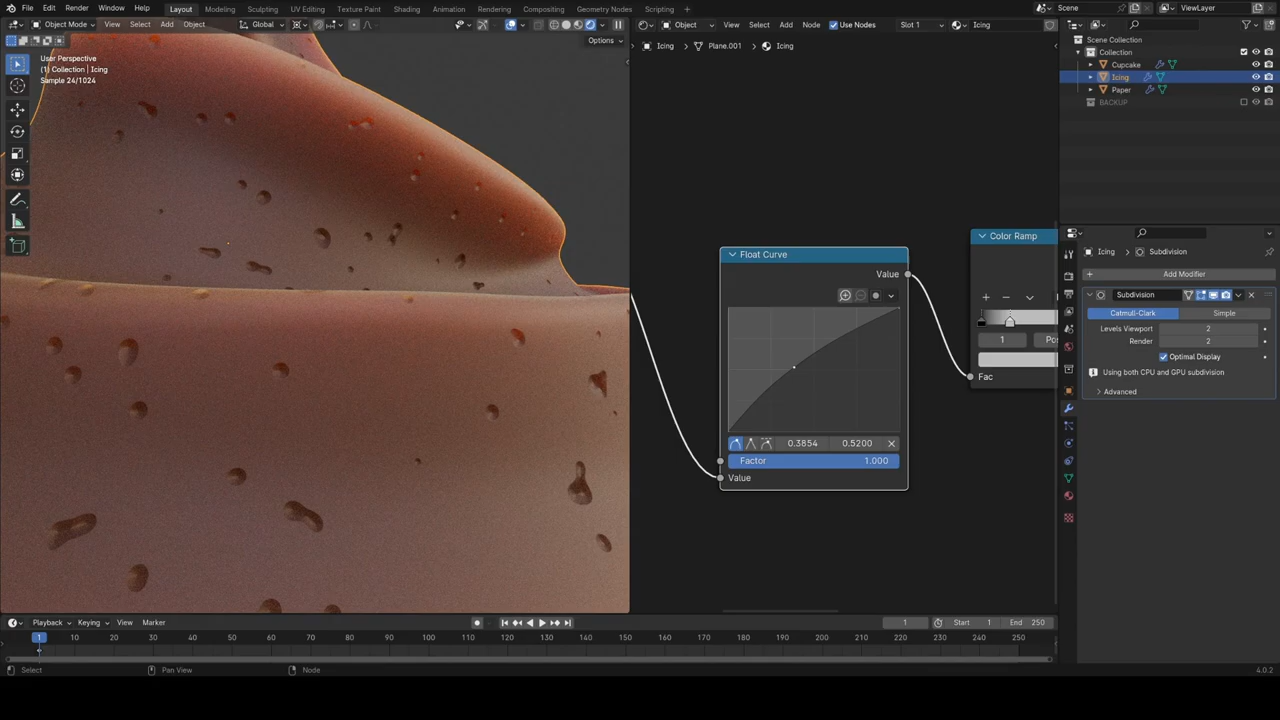 File Edit Render Window Help Layout Modeling Sculpting UV Editing Texture Paint Shading Animation Rendering Compositing Geometry Nodes Scripting Scene ViewLayer
Object Mode View Select Add Object Global Object View Select Add Node Use Nodes Slot 1 Icing
Options
Scene Collection
Icing Plane.001 Icing
Collection
User Perspective
(1) Collection | Icing
Sample 24/1024
Cupcake
Icing
Paper
BACKUP
Color Ramp
Float Curve
Value
Icing Subdivision
Add Modifier
Subdivision
Catmull-Clark Simple
Levels Viewport 2
Render 2
1 Pos
Optimal Display
Using both CPU and GPU subdivision
Fac
Advanced
0.3854 0.5200
Factor 1.000
Value
Playback Keying View Marker 1 Start 1 End 250
1 10 20 30 40 50 60 70 80 90 100 110 120 130 140 150 160 170 180 190 200 210 220 230 240 250
Select Pan View Node 4.0.2